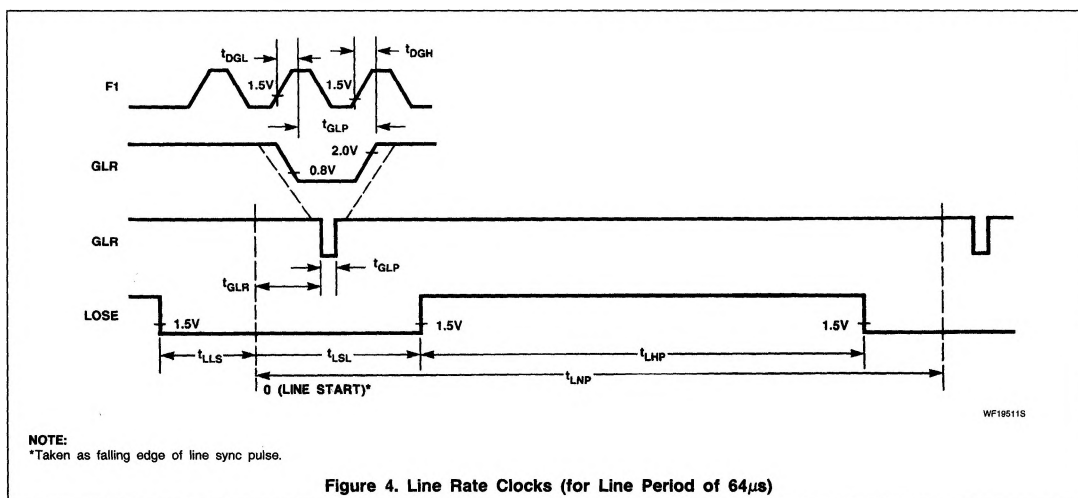 tDGL
tDGH
F1
1.5V
1.5V
tGLP
GLR
2.0V
0.8V
GLR
tGLP
tGLR
LOSE
1.5V
1.5V
1.5V
tLLS
tLSL
tLHP
tLNP
0 (LINE START)*
WF19511S
NOTE:
*Taken as falling edge of line sync pulse.
Figure 4. Line Rate Clocks (for Line Period of 64μs)